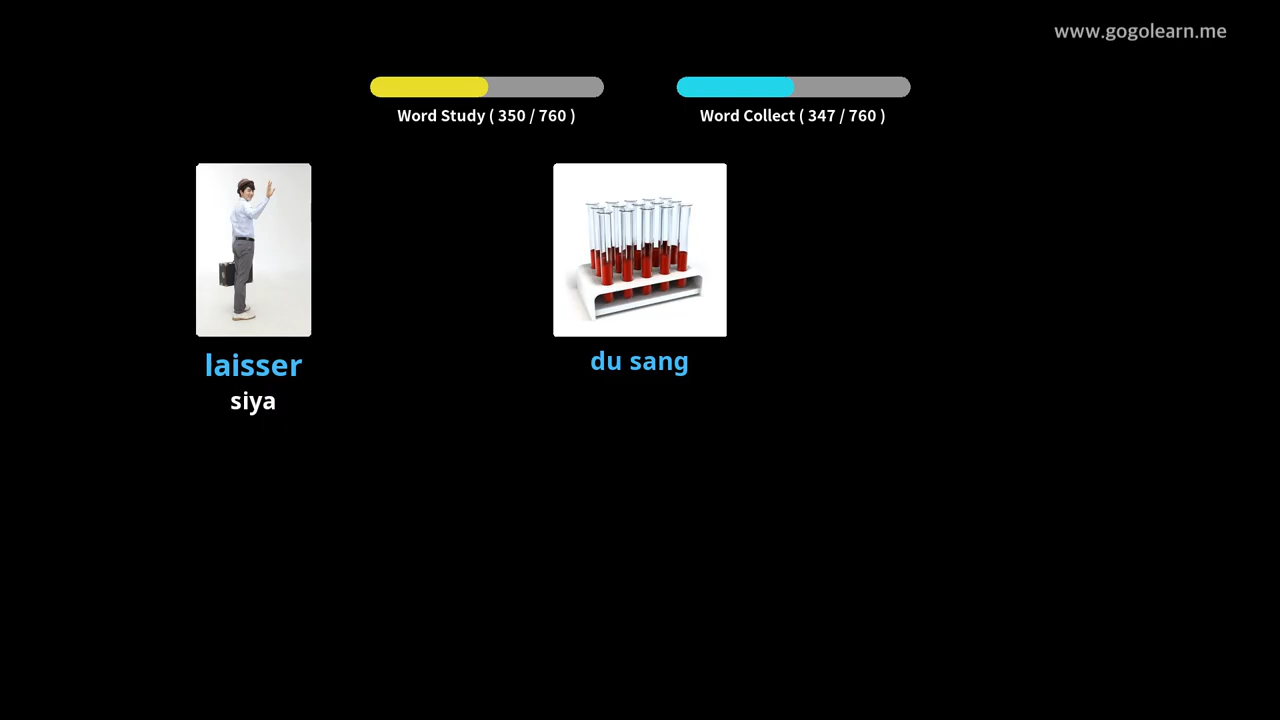 www.gogolearn.me
Word Study ( 350 / 760 )
Word Collect ( 347 / 760 )
laisser
siya
du sang